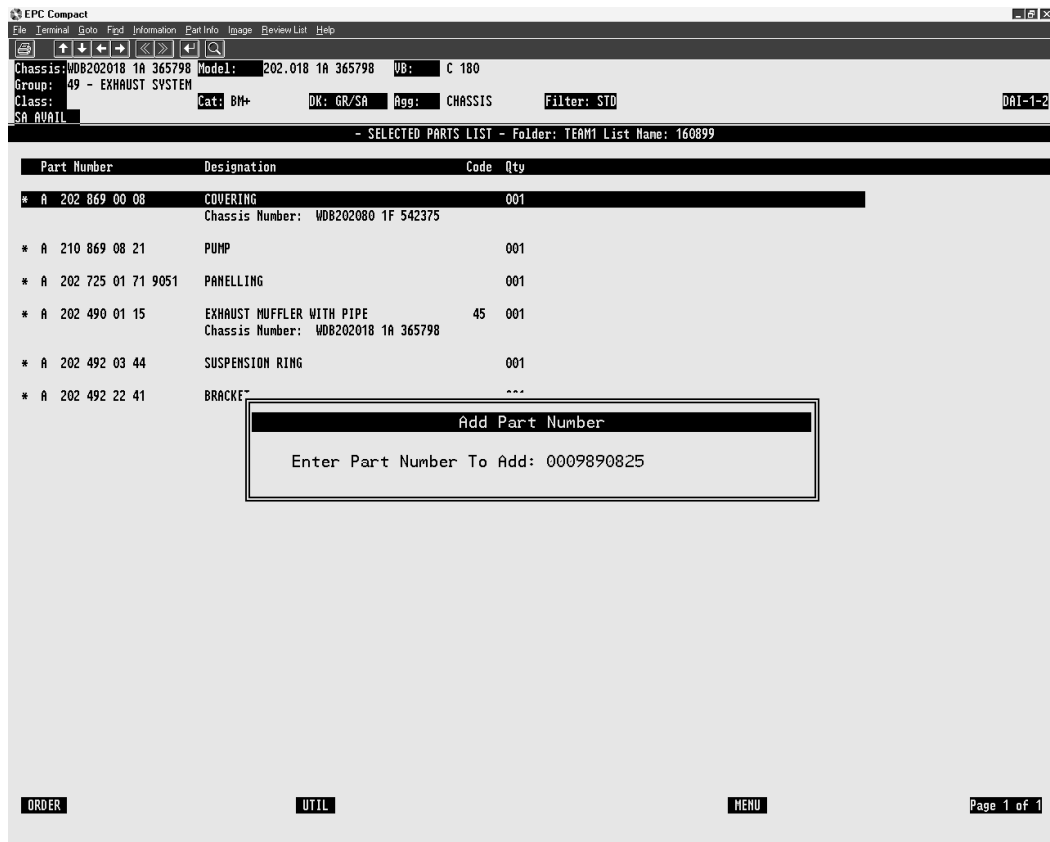 EPC Compact
File Terminal Goto Find Information Part Info Image Review List Help
Chassis: WDB202018 1A 365798 Model: 202.018 1A 365798 VB: C 180
Group: 49 - EXHAUST SYSTEM
Class: Cat: BM+ DK: GR/SA Agg: CHASSIS Filter: STD DAI-1-2
SA AVAIL
- SELECTED PARTS LIST - Folder: TEAM1 List Name: 160899
Part Number Designation Code Qty
* A 202 869 00 08 COVERING 001
Chassis Number: WDB202080 1F 542375
* A 210 869 08 21 PUMP 001
* A 202 725 01 71 9051 PANELLING 001
* A 202 490 01 15 EXHAUST MUFFLER WITH PIPE 45 001
Chassis Number: WDB202018 1A 365798
* A 202 492 03 44 SUSPENSION RING 001
* A 202 492 22 41 BRACKET
Add Part Number
Enter Part Number To Add: 0009890825
ORDER UTIL MENU Page 1 of 1